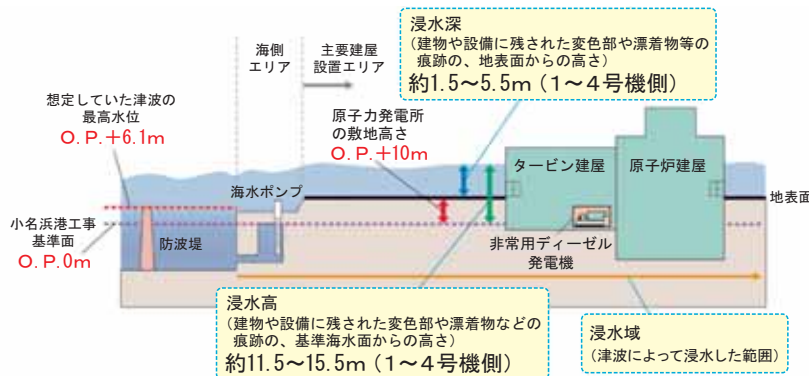 浸水深
（建物や設備に残された変色部や漂着物等の
痕跡の、地表面からの高さ）
約1.5～5.5m（1～4号機側）
海側
エリア
主要建屋
設置エリア
想定していた津波の
最高水位
O.P.+6.1m
原子力発電所
の敷地高さ
O.P.+10m
タービン建屋
原子炉建屋
海水ポンプ
地表面
小名浜港工事
基準面
O.P.0m
防波堤
非常用ディーゼル
発電機
浸水高
（建物や設備に残された変色部や漂着物などの
痕跡の、基準海水面からの高さ）
約11.5～15.5m（1～4号機側）
浸水域
（津波によって浸水した範囲）